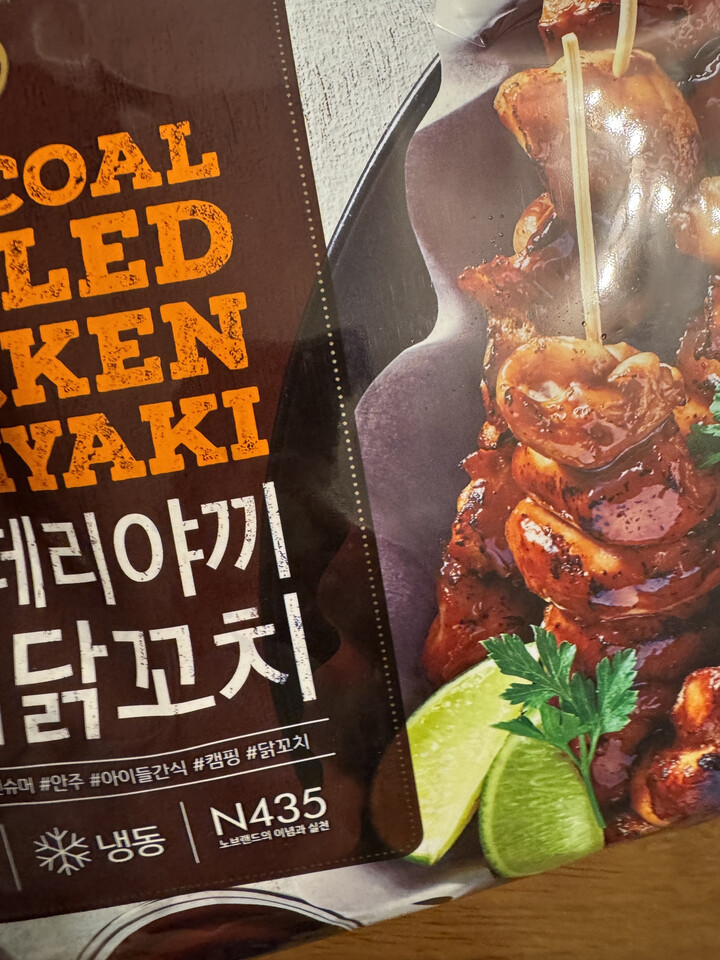 COAL
LED
KEN
YAKI
데리야끼
닭꼬치
#안주 #아이들간식 #캠핑 #닭꼬치
냉동
N435
노브랜드의 이념과 실천